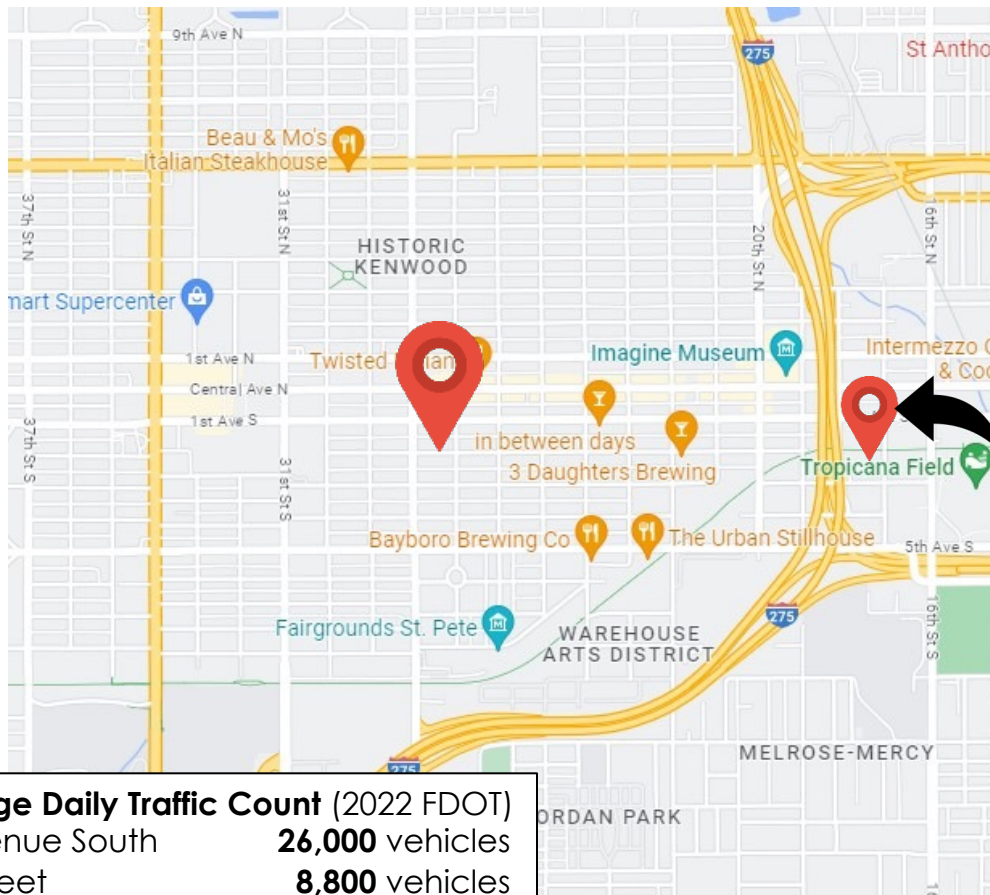 9th Ave N
275
St Antho
Beau & Mo's
Italian Steakhouse
37th St N
31st St N
20th St N
16th St N
HISTORIC
KENWOOD
mart Supercenter
1st Ave N
Twisted
Imagine Museum
Intermezzo C
& Coc
Central Ave N
1st Ave S
in between days
3 Daughters Brewing
Tropicana Field
37th St S
31st St S
Bayboro Brewing Co
The Urban Stillhouse
5th Ave S
16th St S
275
Fairgrounds St. Pete
WAREHOUSE
ARTS DISTRICT
MELROSE-MERCY
275
ORDAN PARK
ge Daily Traffic Count (2022 FDOT)
enue South 26,000 vehicles
eet 8,800 vehicles